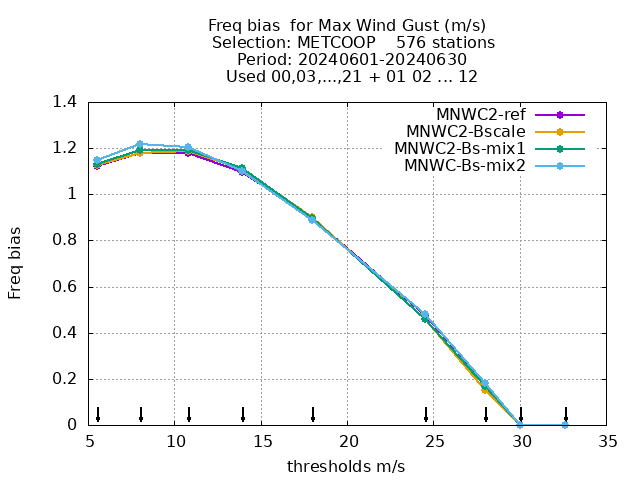 Freq bias  for Max Wind Gust (m/s)
Selection: METCOOP    576 stations
Period: 20240601-20240630
Used 00,03,...,21 + 01 02 ... 12
MNWC2-ref
MNWC2-Bscale
MNWC2-Bs-mix1
MNWC-Bs-mix2
1.4
1.2
1
0.8
0.6
0.4
0.2
0
Freq bias
5 10 15 20 25 30 35
thresholds m/s